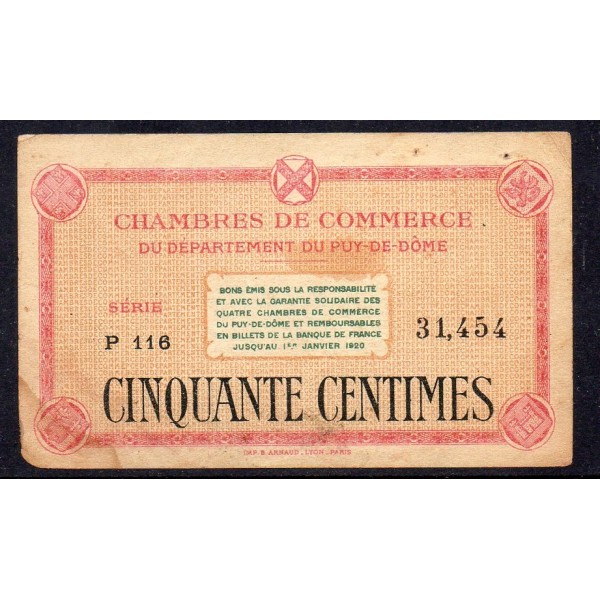 CHAMBRES DE COMMERCE
DU DÉPARTEMENT DU PUY-DE-DÔME
BONS ÉMIS SOUS LA RESPONSABILITÉ
ET AVEC LA GARANTIE SOLIDAIRE DES
QUATRE CHAMBRES DE COMMERCE
DU PUY-DE-DÔME ET REMBOURSABLES
EN BILLETS DE LA BANQUE DE FRANCE
JUSQU'AU 1ER JANVIER 1920
SÉRIE
P 116
31,454
CINQUANTE CENTIMES
IMP. B. ARNAUD, LYON-PARIS